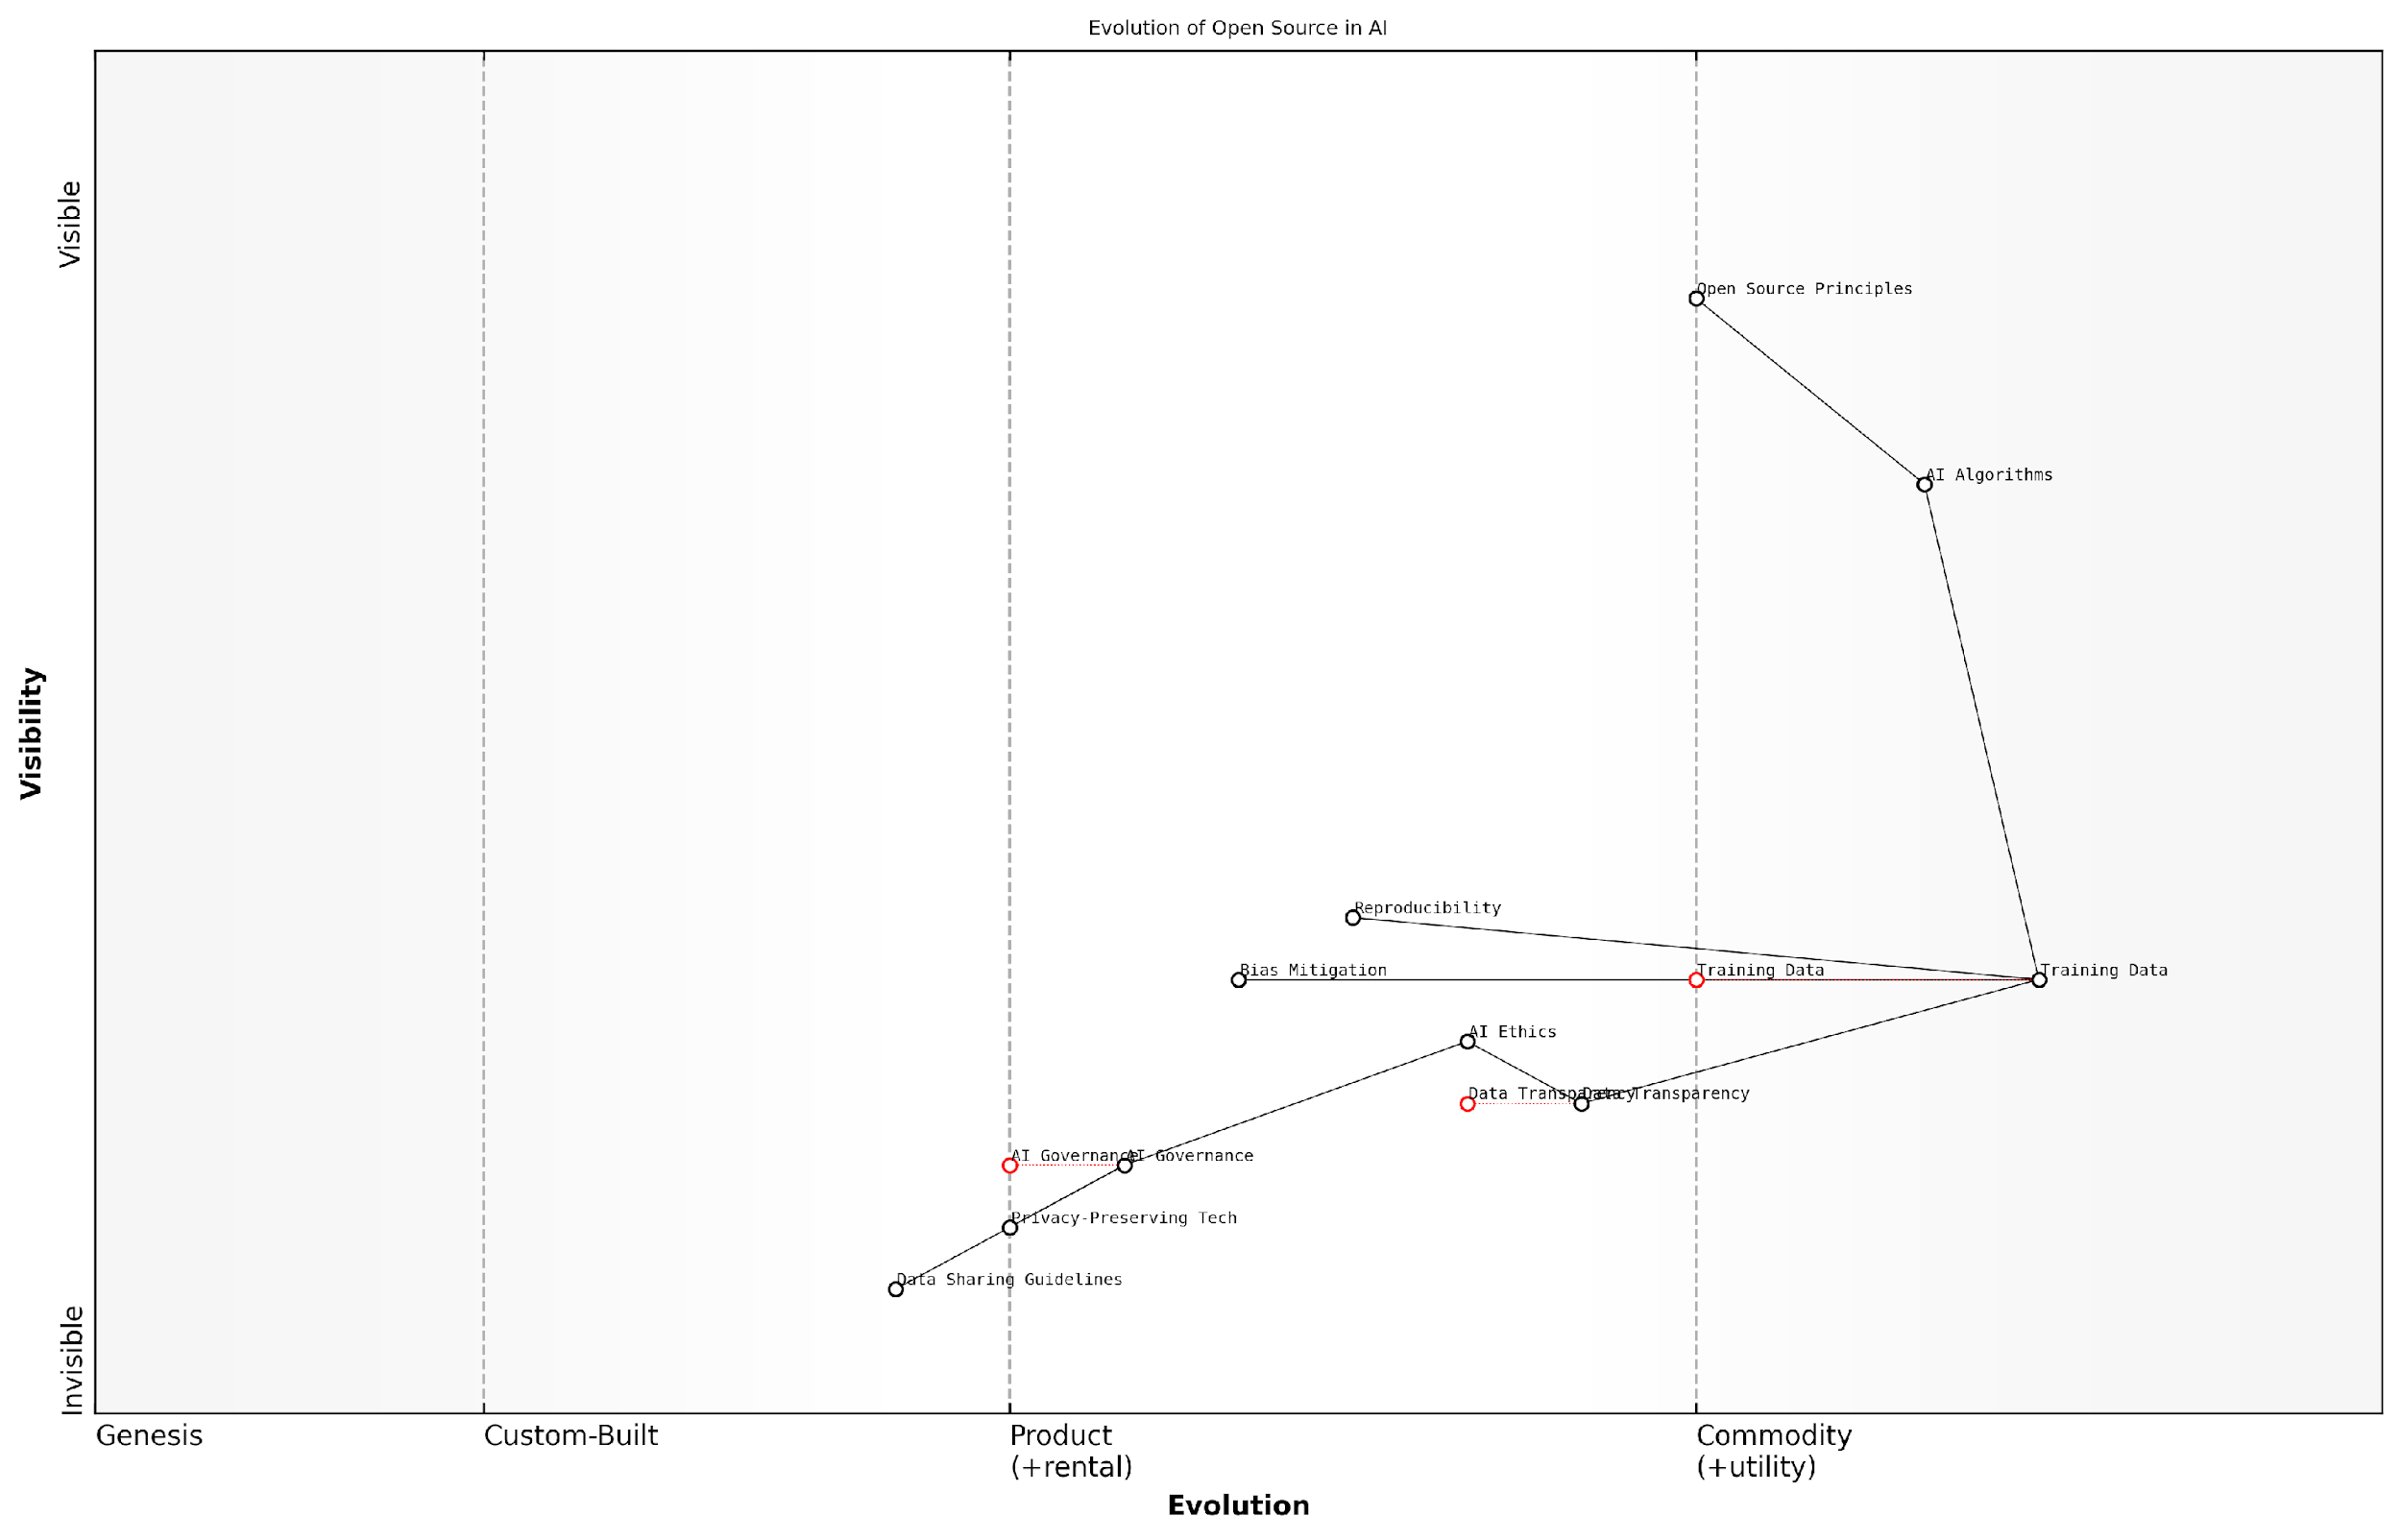 Evolution of Open Source in AI
Visible
Open Source Principles
AI Algorithms
Visibility
Reproducibility
Bias Mitigation
Training Data
Training Data
AI Ethics
Data Transparency
Data Transparency
AI Governance
AI Governance
Privacy-Preserving Tech
Data Sharing Guidelines
Invisible
Genesis
Custom-Built
Product
(+rental)
Commodity
(+utility)
Evolution